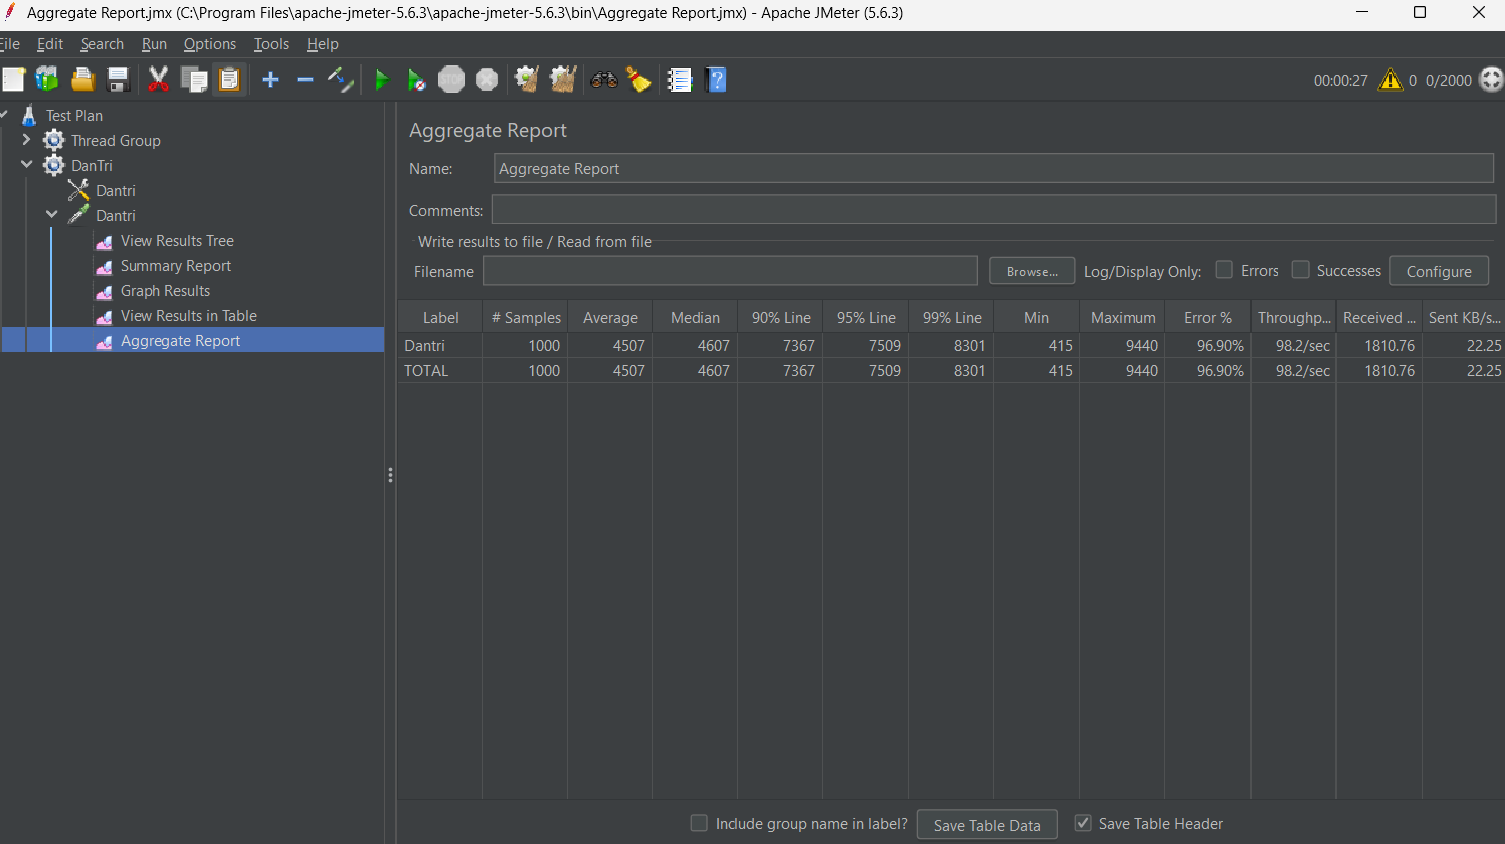 Aggregate Report.jmx (C:\Program Files\apache-jmeter-5.6.3\apache-jmeter-5.6.3\bin\Aggregate Report.jmx) - Apache JMeter (5.6.3)
File Edit Search Run Options Tools Help
STOP 00:00:27 0 0/2000
Test Plan
Thread Group
DanTri
Dantri
Dantri
View Results Tree
Summary Report
Graph Results
View Results in Table
Aggregate Report
Aggregate Report
Name: Aggregate Report
Comments:
Write results to file / Read from file
Filename Browse... Log/Display Only: Errors Successes Configure
Label # Samples Average Median 90% Line 95% Line 99% Line Min Maximum Error % Throughp... Received ... Sent KB/s...
Dantri 1000 4507 4607 7367 7509 8301 415 9440 96.90% 98.2/sec 1810.76 22.25
TOTAL 1000 4507 4607 7367 7509 8301 415 9440 96.90% 98.2/sec 1810.76 22.25
Include group name in label? Save Table Data Save Table Header